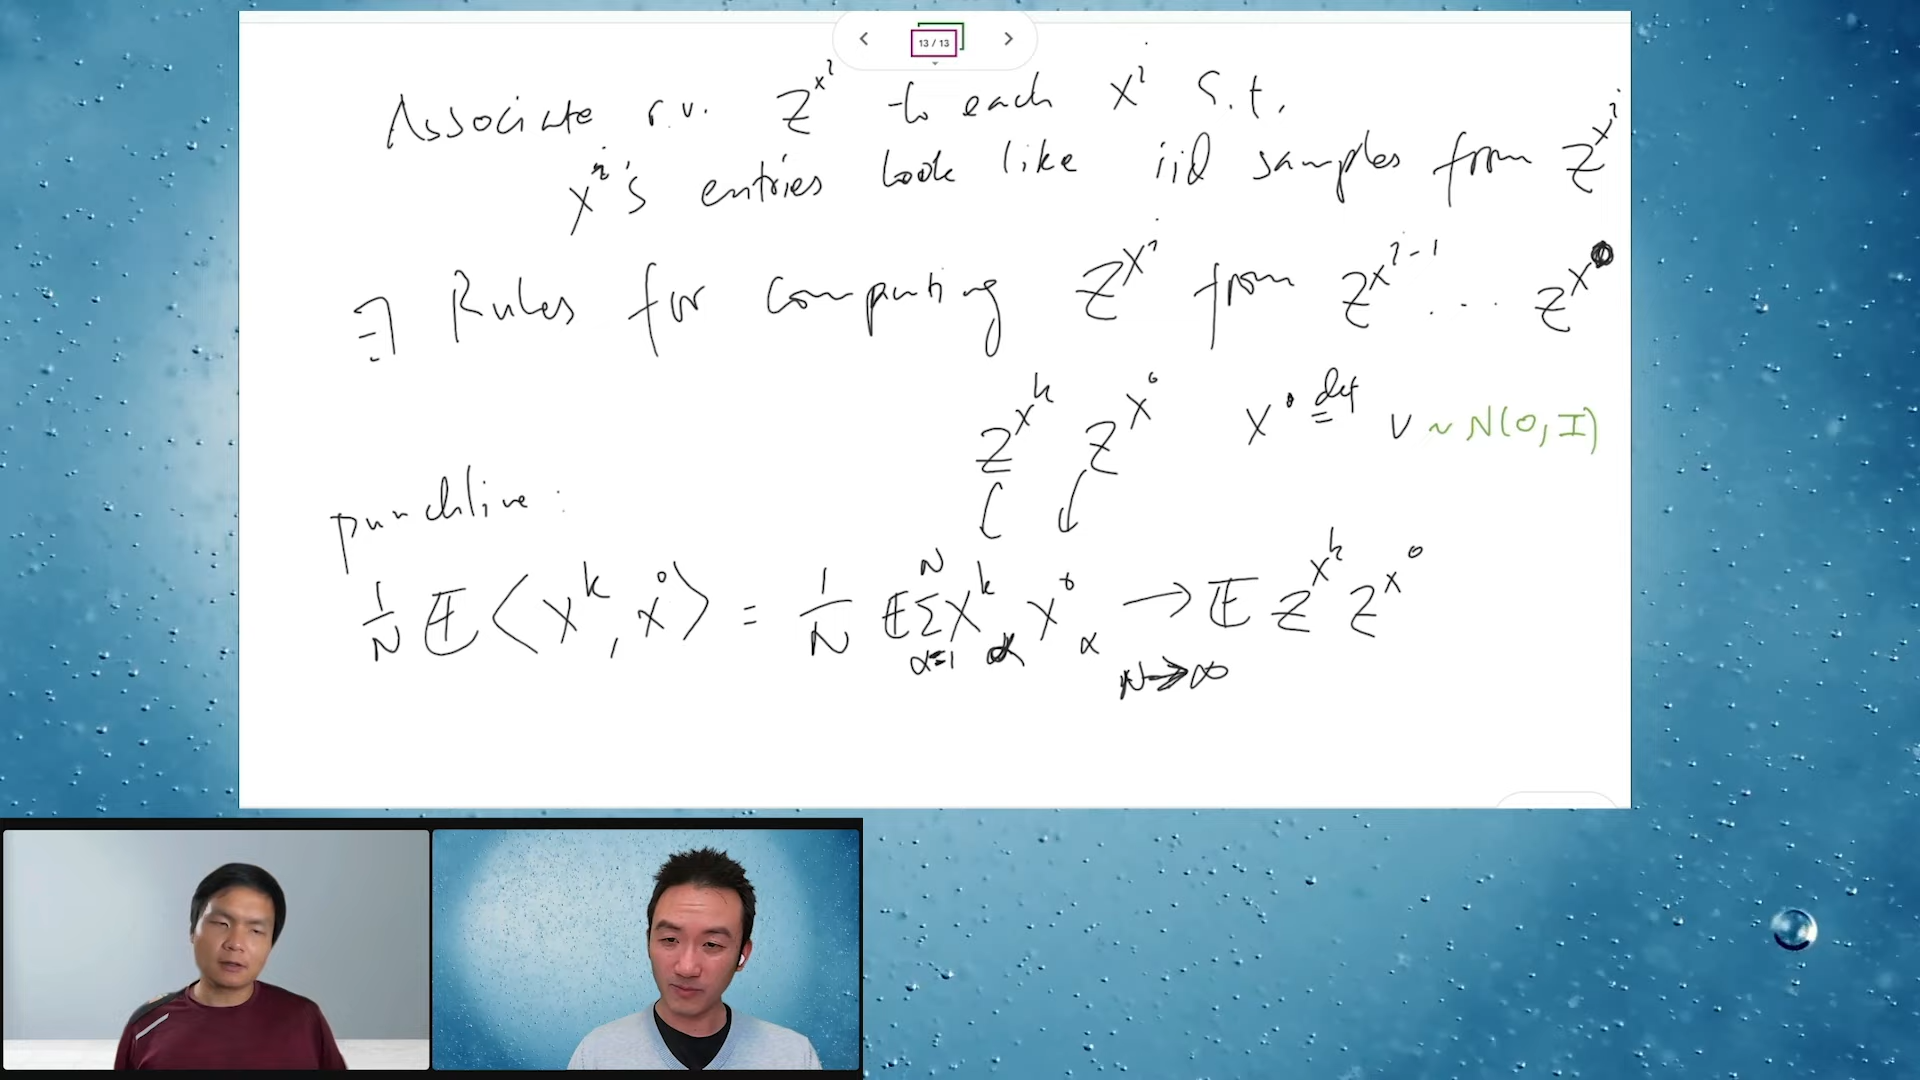 13 / 13
Associate r.v. Z^{x^i} to each x^i s.t.
x^i's entries look like iid samples from Z^{x^i}
∃ Rules for computing Z^{x^i} from Z^{x^{i-1}} ... Z^{x^0}
Z^{x^k} Z^{x^0} x^0 def= v ~ N(0, I)
punchline:
1/N 𝔼⟨x^k, x^0⟩ = 1/N 𝔼 Σ_{α=1}^N x^k_α x^0_α → _{N→∞} 𝔼 Z^{x^k} Z^{x^0}